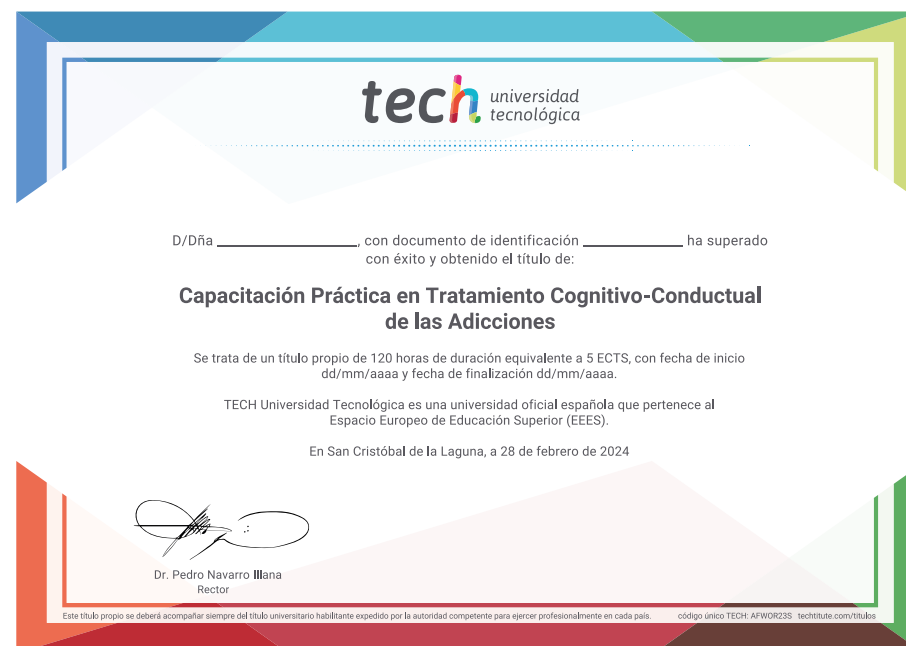 tech universidad
tecnológica
D/Dña ____________________, con documento de identificación ______________ ha superado
con éxito y obtenido el título de:
Capacitación Práctica en Tratamiento Cognitivo-Conductual
de las Adicciones
Se trata de un título propio de 120 horas de duración equivalente a 5 ECTS, con fecha de inicio
dd/mm/aaaa y fecha de finalización dd/mm/aaaa.
TECH Universidad Tecnológica es una universidad oficial española que pertenece al
Espacio Europeo de Educación Superior (EEES).
En San Cristóbal de la Laguna, a 28 de febrero de 2024
Dr. Pedro Navarro Illana
Rector
Este título propio se deberá acompañar siempre del título universitario habilitante expedido por la autoridad competente para ejercer profesionalmente en cada país. código único TECH: AFWOR23S techtitute.com/titulos